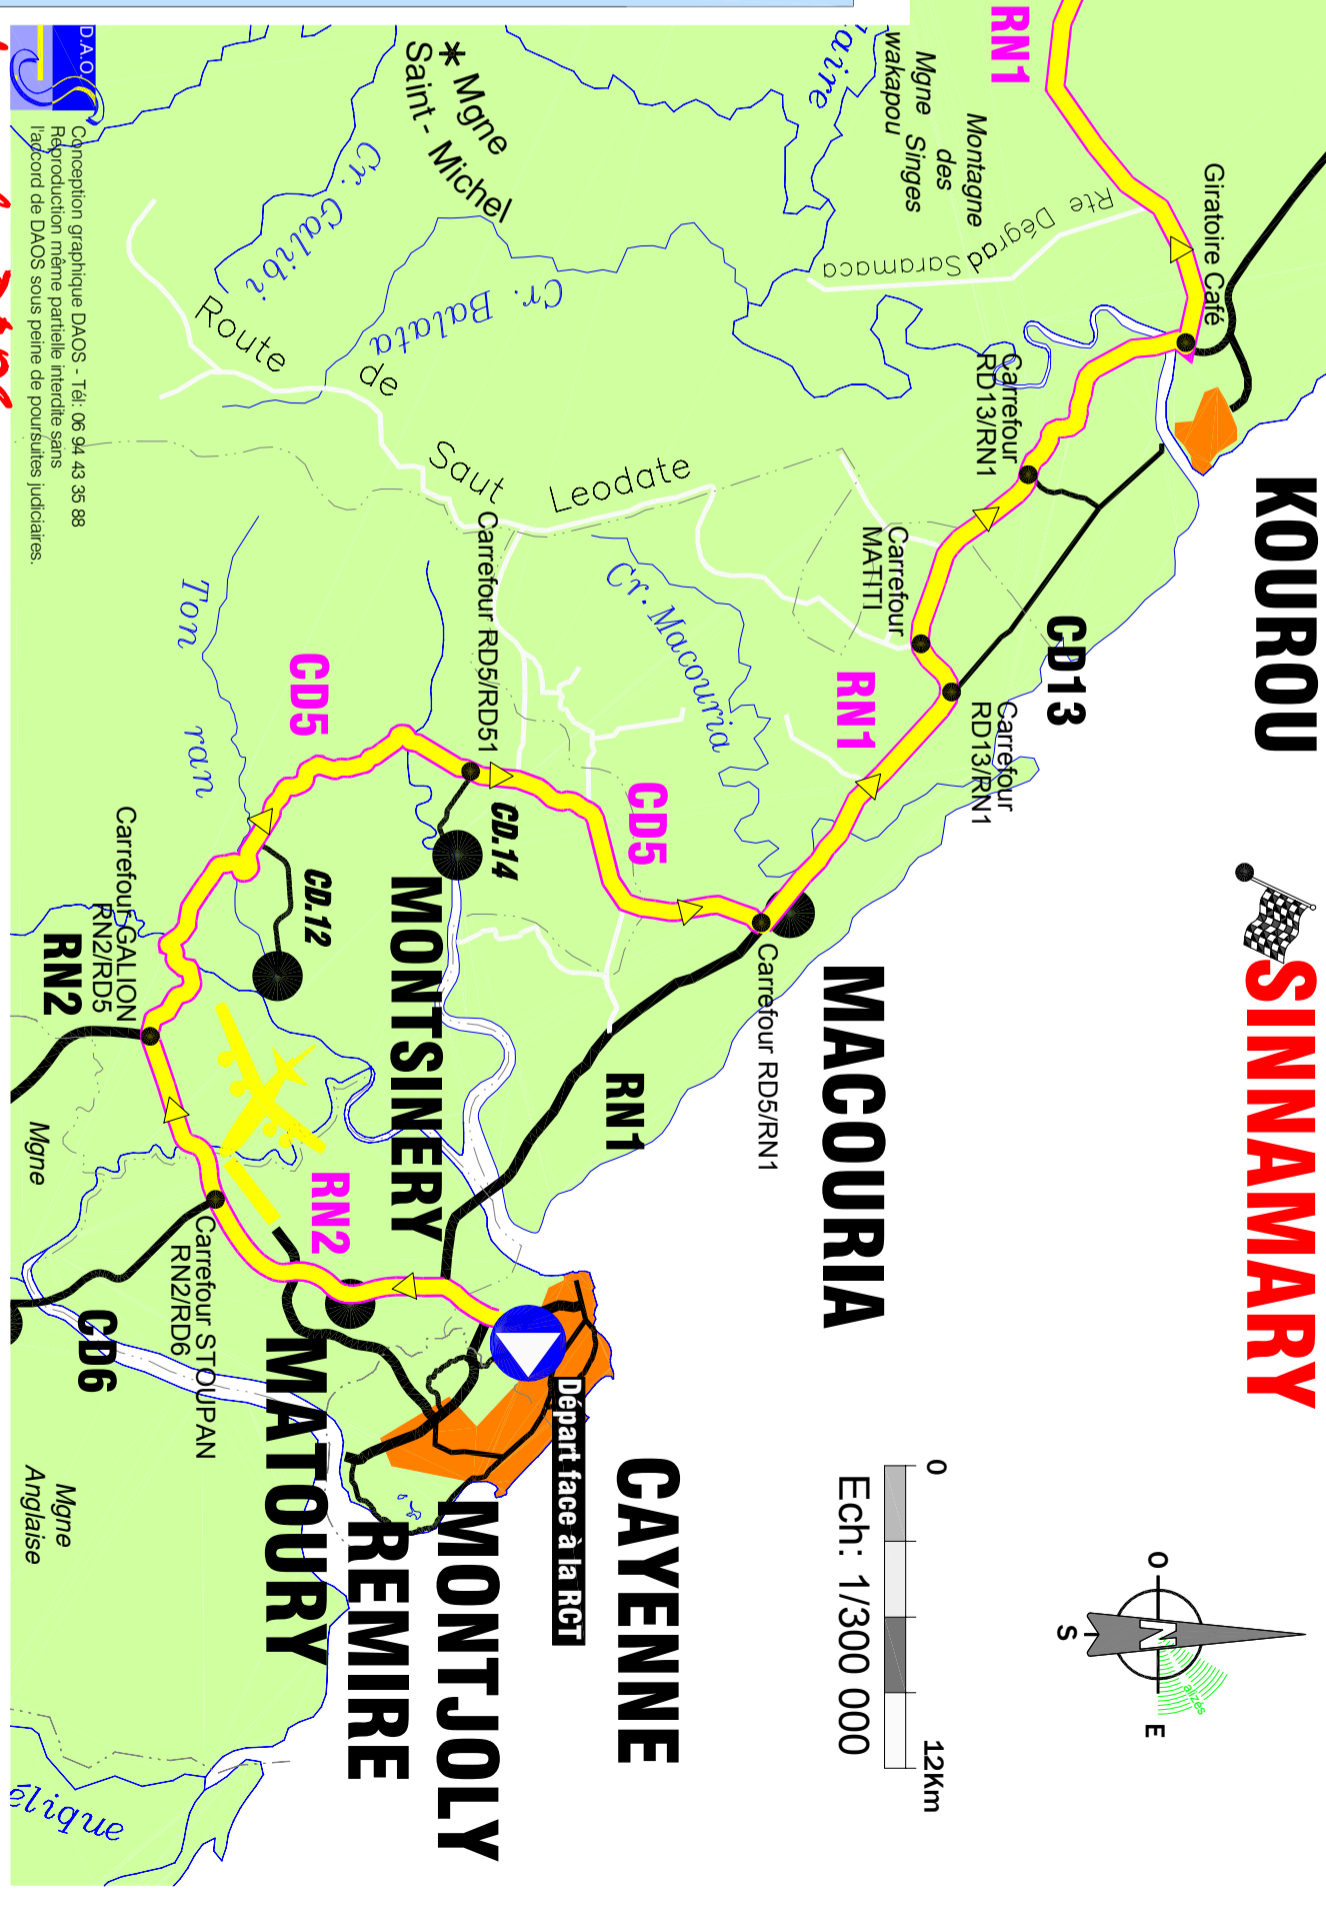 RN1
laire
Mgne
wakapou
Montagne
des
Singes
Rte Dégrad Saramaca
Giratoire Café
* Mgne
Saint - Michel
Cr. Galibi
Cr. Balata
Route
de
Saut
Leodate
D.A.O.
Conception graphique DAOS - Tél: 06 94 43 35 88
Reproduction même partielle interdite sans
l'accord de DAOS sous peine de poursuites judiciaires.
KOUROU
Carrefour
RD13/RN1
Carrefour
MATITI
CD13
Carrefour
RD13/RN1
RN1
Cr. Macouria
Carrefour RD5/RD51
CD5
CD5
Ton
ran
CD.14
CD.12
Carrefour GALION
RN2/RD5
RN2
MONTSINERY
MACOURIA
Carrefour RD5/RN1
RN1
SINNAMARY
RN2
Carrefour STOUPAN
RN2/RD6
CD6
Mgne
Mgne
Anglaise
MATOURY
REMIRE
MONTJOLY
Départ face à la RCT
CAYENNE
0
12Km
Ech: 1/300 000
N
O
S
E
alizés